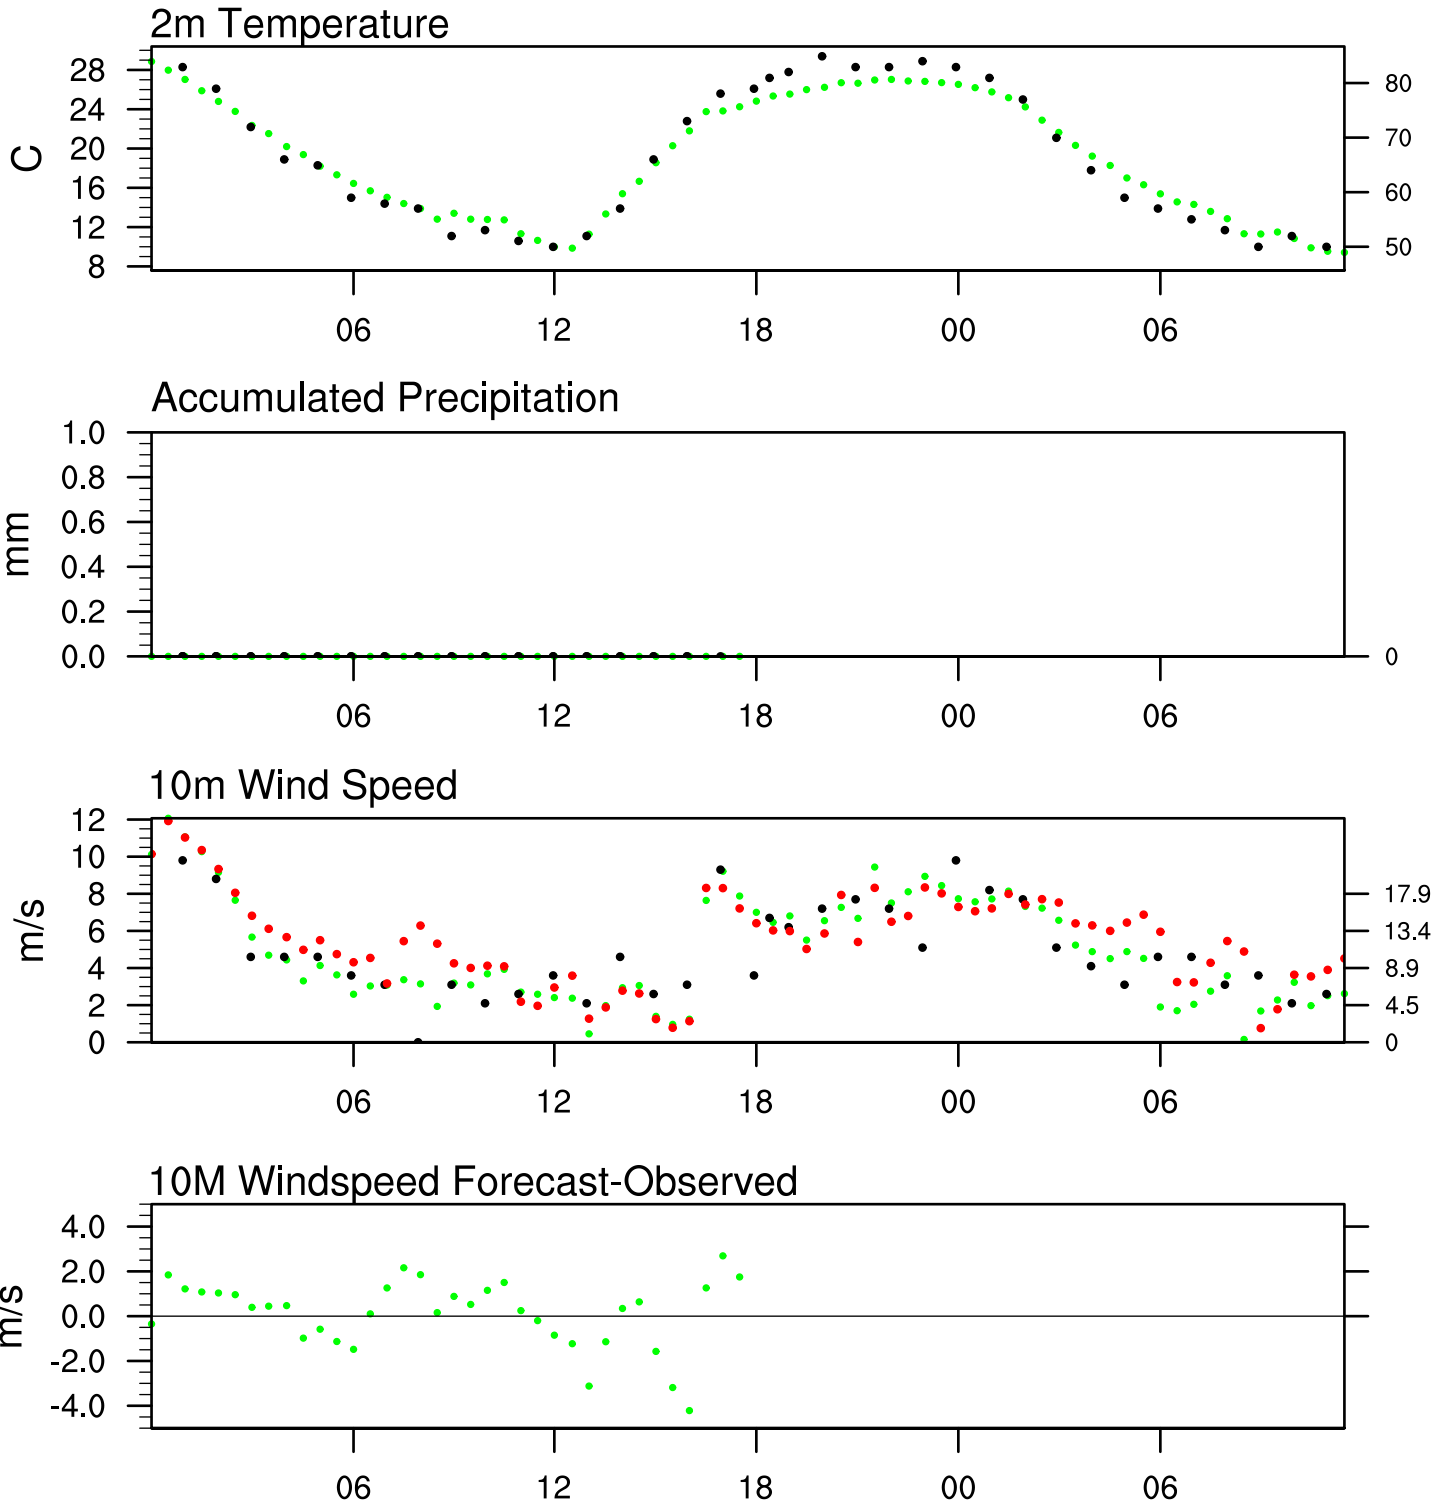 2m Temperature
28
24
20
16
12
8
C
80
70
60
50
06 12 18 00 06
Accumulated Precipitation
1.0
0.8
0.6
0.4
0.2
0.0
mm
0
06 12 18 00 06
10m Wind Speed
12
10
8
6
4
2
0
m/s
17.9
13.4
8.9
4.5
0
06 12 18 00 06
10M Windspeed Forecast-Observed
4.0
2.0
0.0
-2.0
-4.0
m/s
06 12 18 00 06